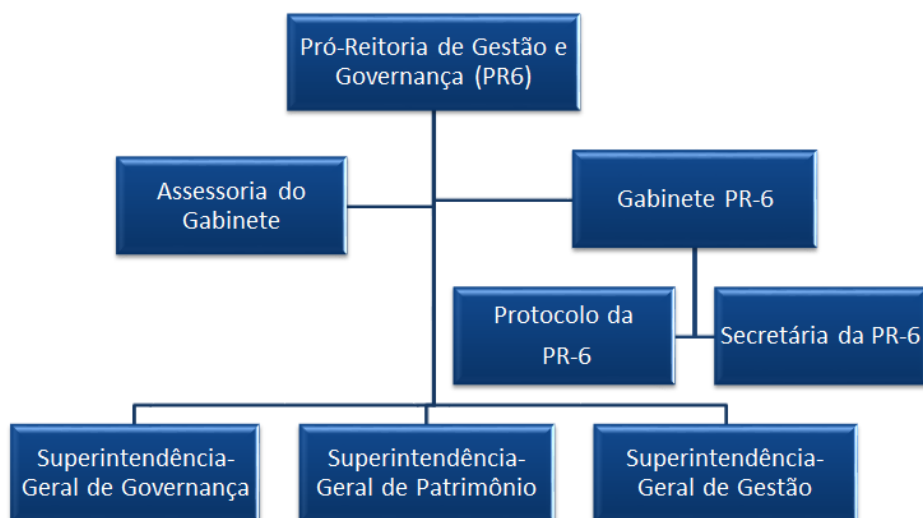 Pró-Reitoria de Gestão e
Governança (PR6)
Assessoria do
Gabinete
Gabinete PR-6
Protocolo da
PR-6
Secretária da PR-6
Superintendência-
Geral de Governança
Superintendência-
Geral de Patrimônio
Superintendência-
Geral de Gestão